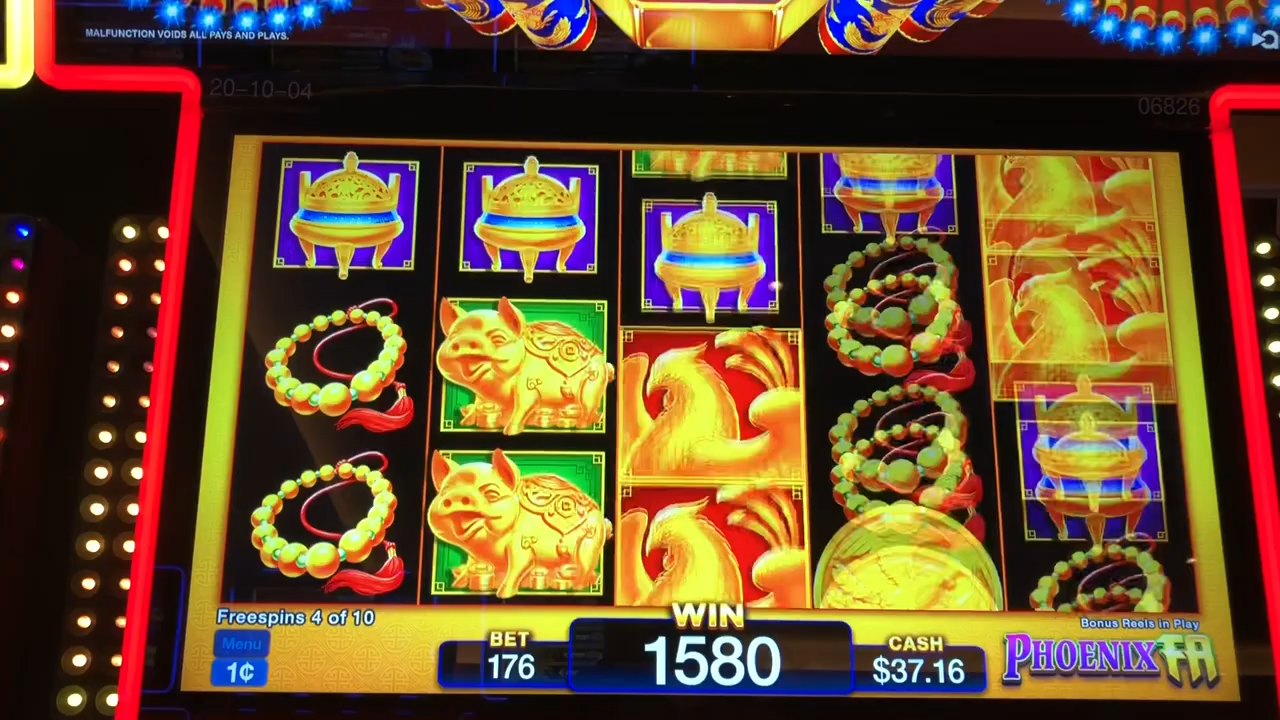 MALFUNCTION VOIDS ALL PAYS AND PLAYS.
20-10-04
06826
Freespins 4 of 10
Bonus Reels in Play
Menu
1¢
BET
176
WIN
1580
CASH
$37.16
PHOENIX FA